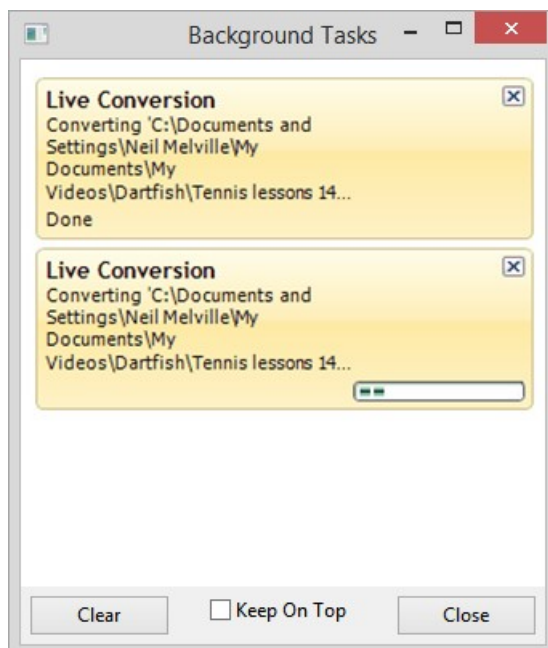 Background Tasks
Live Conversion
Converting 'C:\Documents and
Settings\Neil Melville\My
Documents\My
Videos\Dartfish\Tennis lessons 14...
Done
Live Conversion
Converting 'C:\Documents and
Settings\Neil Melville\My
Documents\My
Videos\Dartfish\Tennis lessons 14...
Clear
Keep On Top
Close